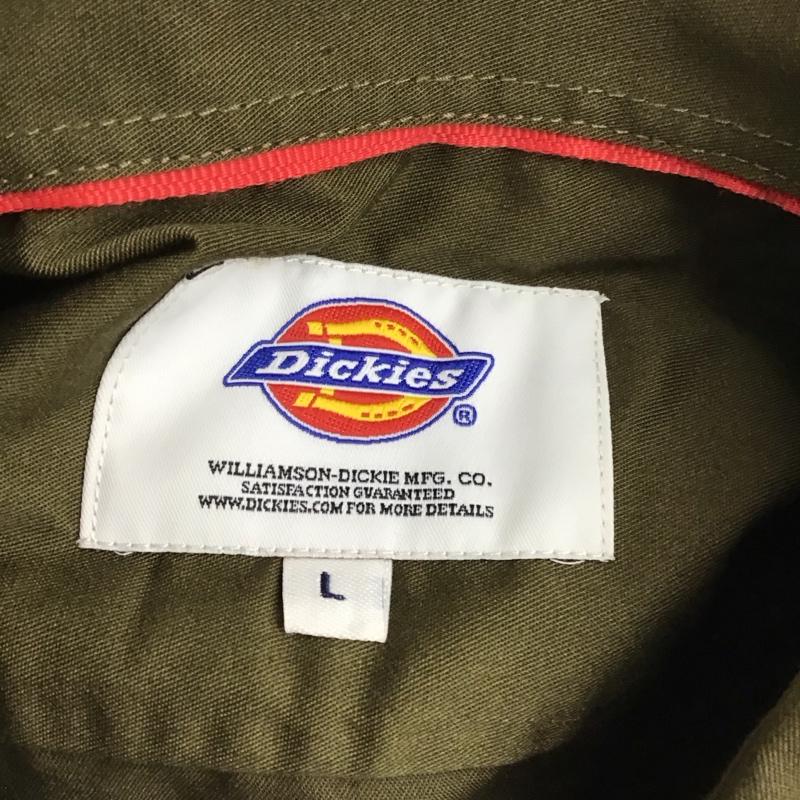 Dickies
®
WILLIAMSON-DICKIE MFG. CO.
SATISFACTION GUARANTEED
WWW.DICKIES.COM FOR MORE DETAILS
L